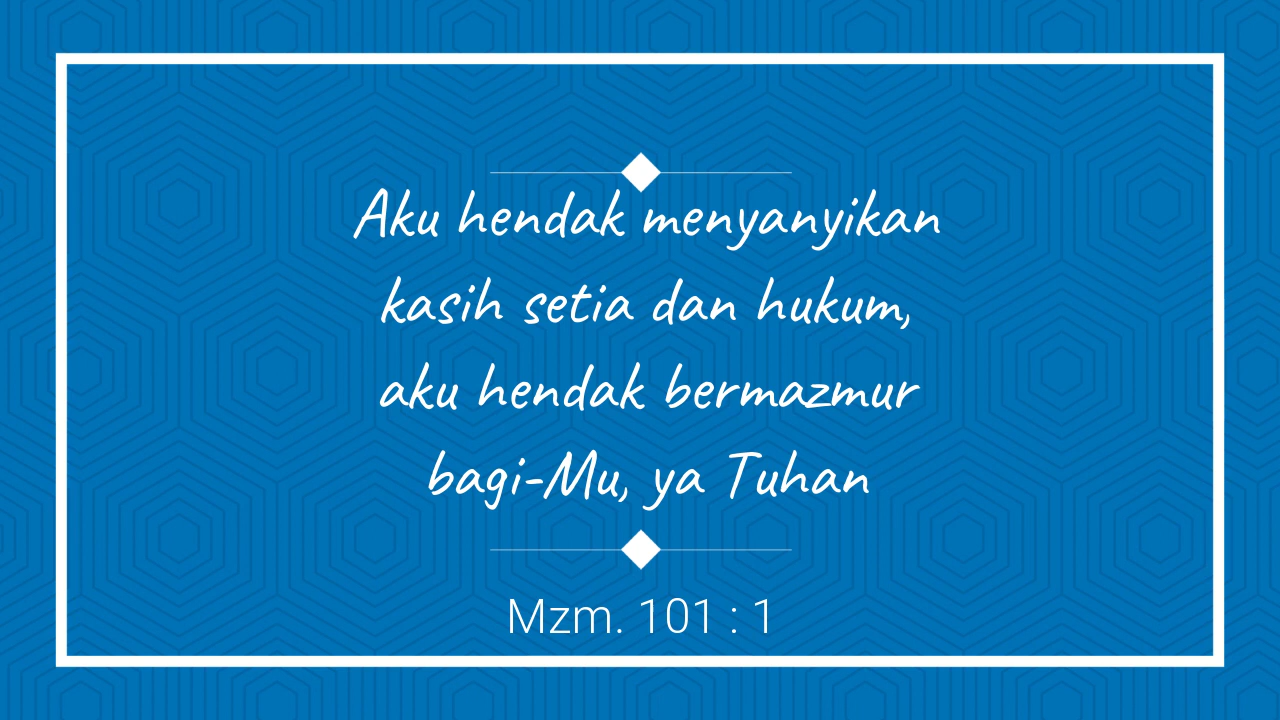 Aku hendak menyanyikan
kasih setia dan hukum,
aku hendak bermazmur
bagi-Mu, ya Tuhan
Mzm. 101 : 1